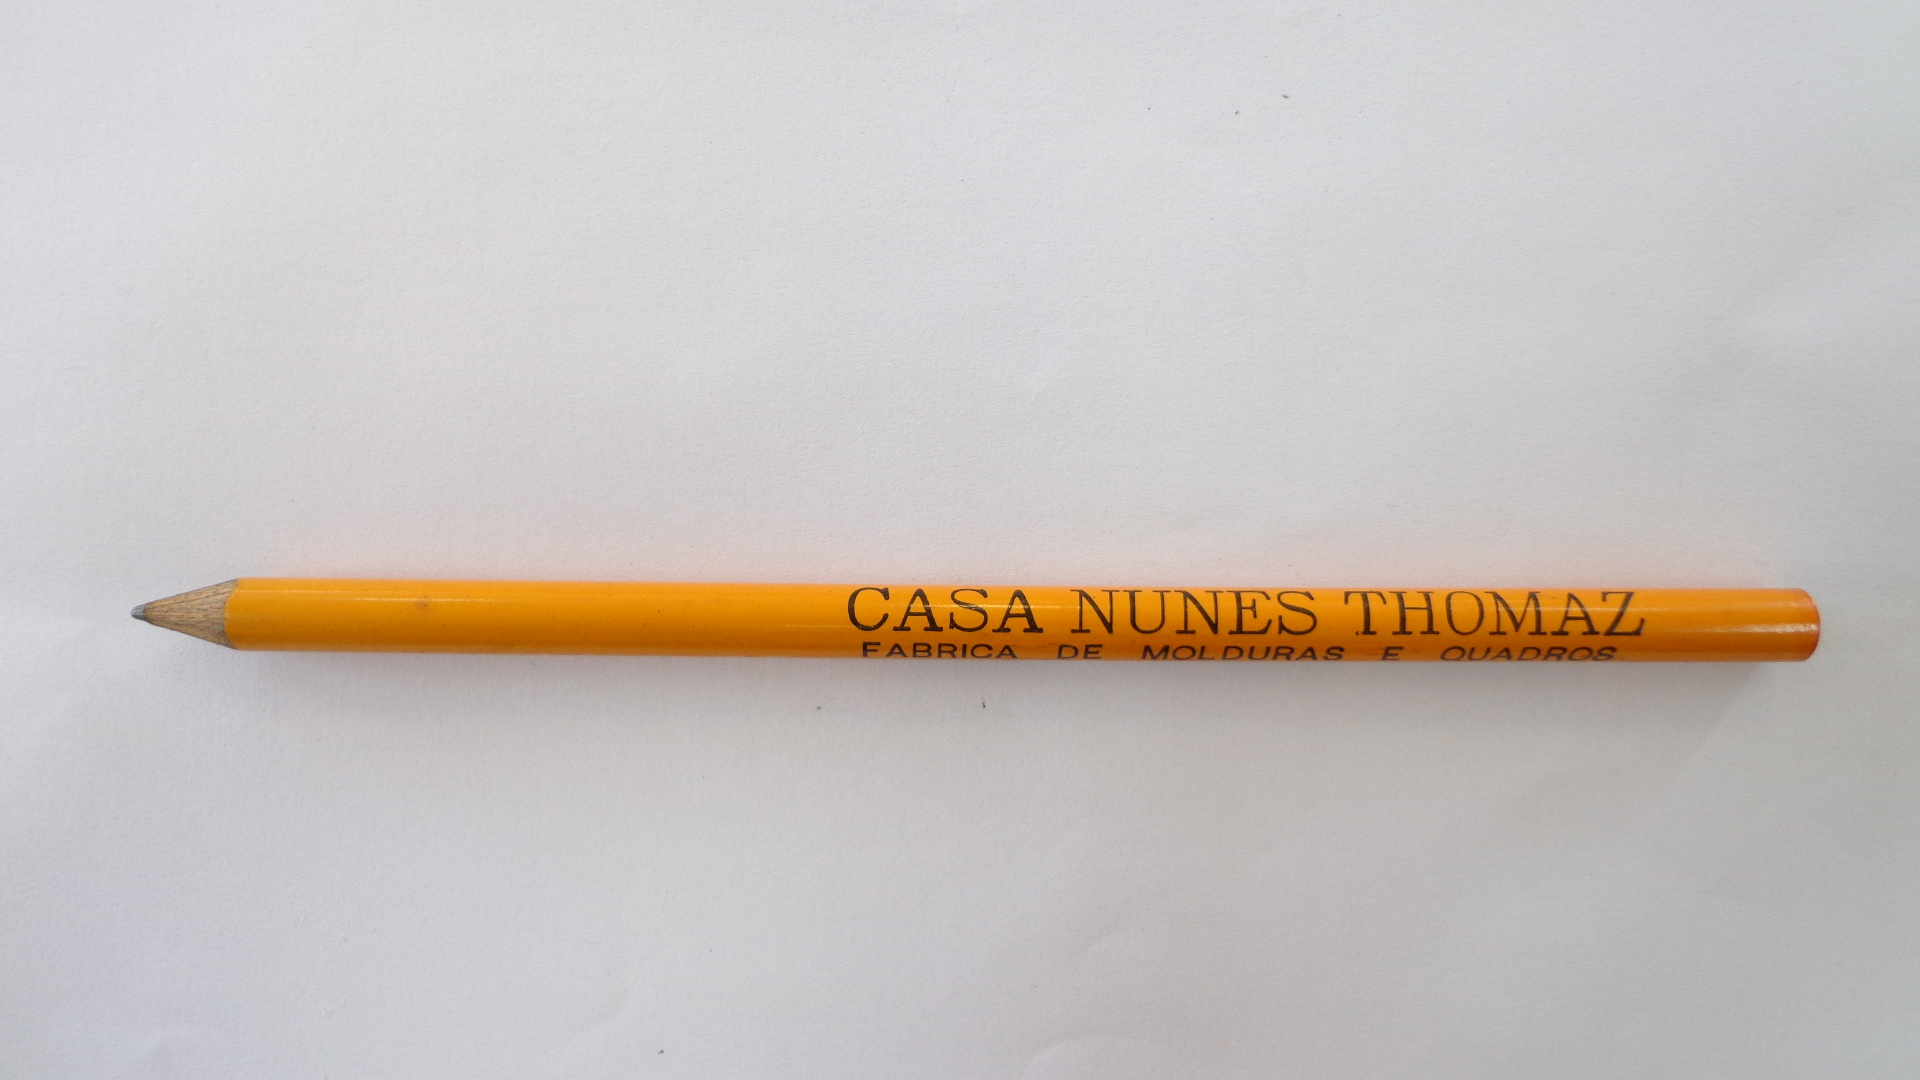 CASA NUNES THOMAZ
FABRICA DE MOLDURAS E QUADROS